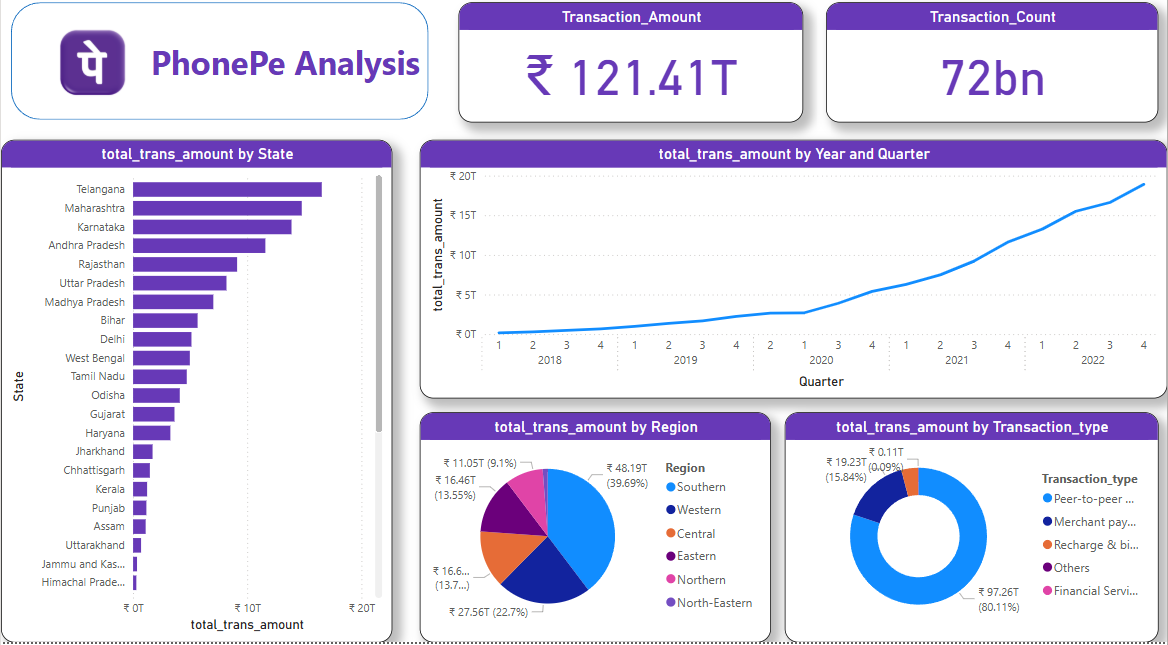 पे
PhonePe Analysis
Transaction_Amount
₹ 121.41T
Transaction_Count
72bn
total_trans_amount by State
State
Telangana
Maharashtra
Karnataka
Andhra Pradesh
Rajasthan
Uttar Pradesh
Madhya Pradesh
Bihar
Delhi
West Bengal
Tamil Nadu
Odisha
Gujarat
Haryana
Jharkhand
Chhattisgarh
Kerala
Punjab
Assam
Uttarakhand
Jammu and Kas...
Himachal Prade...
₹ 0T ₹ 10T ₹ 20T
total_trans_amount
total_trans_amount by Year and Quarter
total_trans_amount
₹ 20T
₹ 15T
₹ 10T
₹ 5T
₹ 0T
1 2 3 4 1 2 3 4 1 2 3 4 1 2 3 4 1 2 3 4
2018 2019 2020 2021 2022
Quarter
total_trans_amount by Region
₹ 11.05T (9.1%)
₹ 16.46T
(13.55%)
₹ 16.6...
(13.7...)
₹ 27.56T (22.7%)
₹ 48.19T
(39.69%)
Region
Southern
Western
Central
Eastern
Northern
North-Eastern
total_trans_amount by Transaction_type
₹ 0.11T
(0.09%)
₹ 19.23T
(15.84%)
₹ 97.26T
(80.11%)
Transaction_type
Peer-to-peer ...
Merchant pay...
Recharge & bi...
Others
Financial Servi...